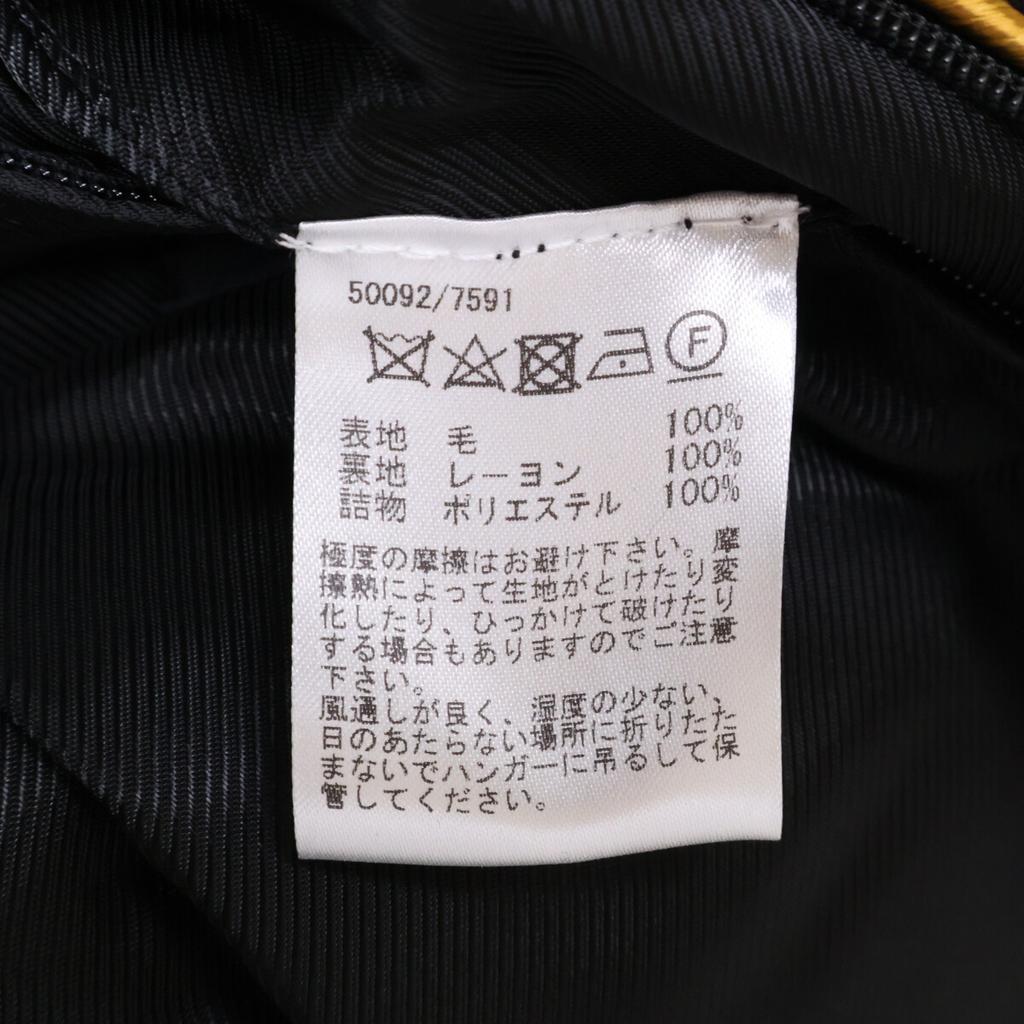 50092/7591
F
表地 毛 100%
裏地 レーヨン 100%
詰物 ポリエステル 100%
極度の摩擦はお避け下さい。摩
擦熱によって生地がとけたり変
化したり、ひっかけて破けたり
する場合もありますのでご注意
下さい。
風通しが良く、湿度の少ない、
日のあたらない場所に折りたた
まないでハンガーに吊るして保
管してください。